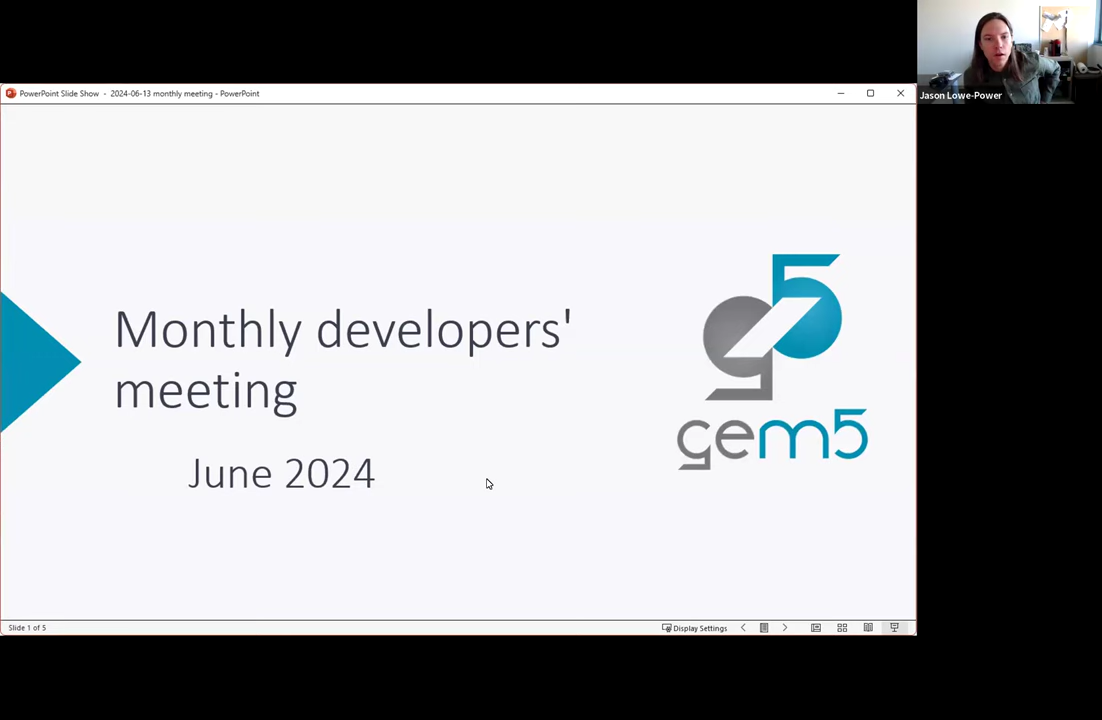 PowerPoint Slide Show - 2024-06-13 monthly meeting - PowerPoint
Jason Lowe-Power
Monthly developers'
meeting
June 2024
g5
gem5
Slide 1 of 5
Display Settings